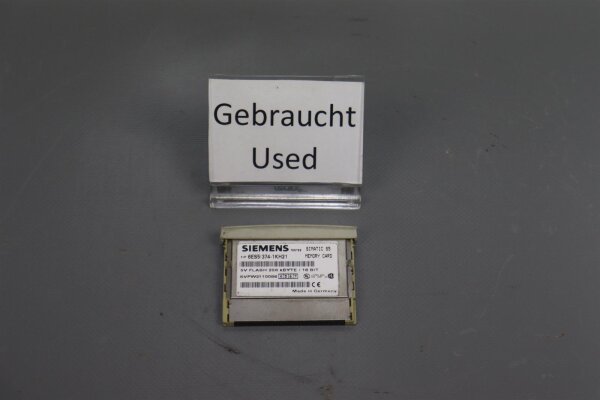 Gebraucht
Used
SIEMENS SIMATIC S5
6ES5 374-1KH21 MEMORY CARD
5V FLASH 256 kBYTE / 16 BIT
Made in Germany